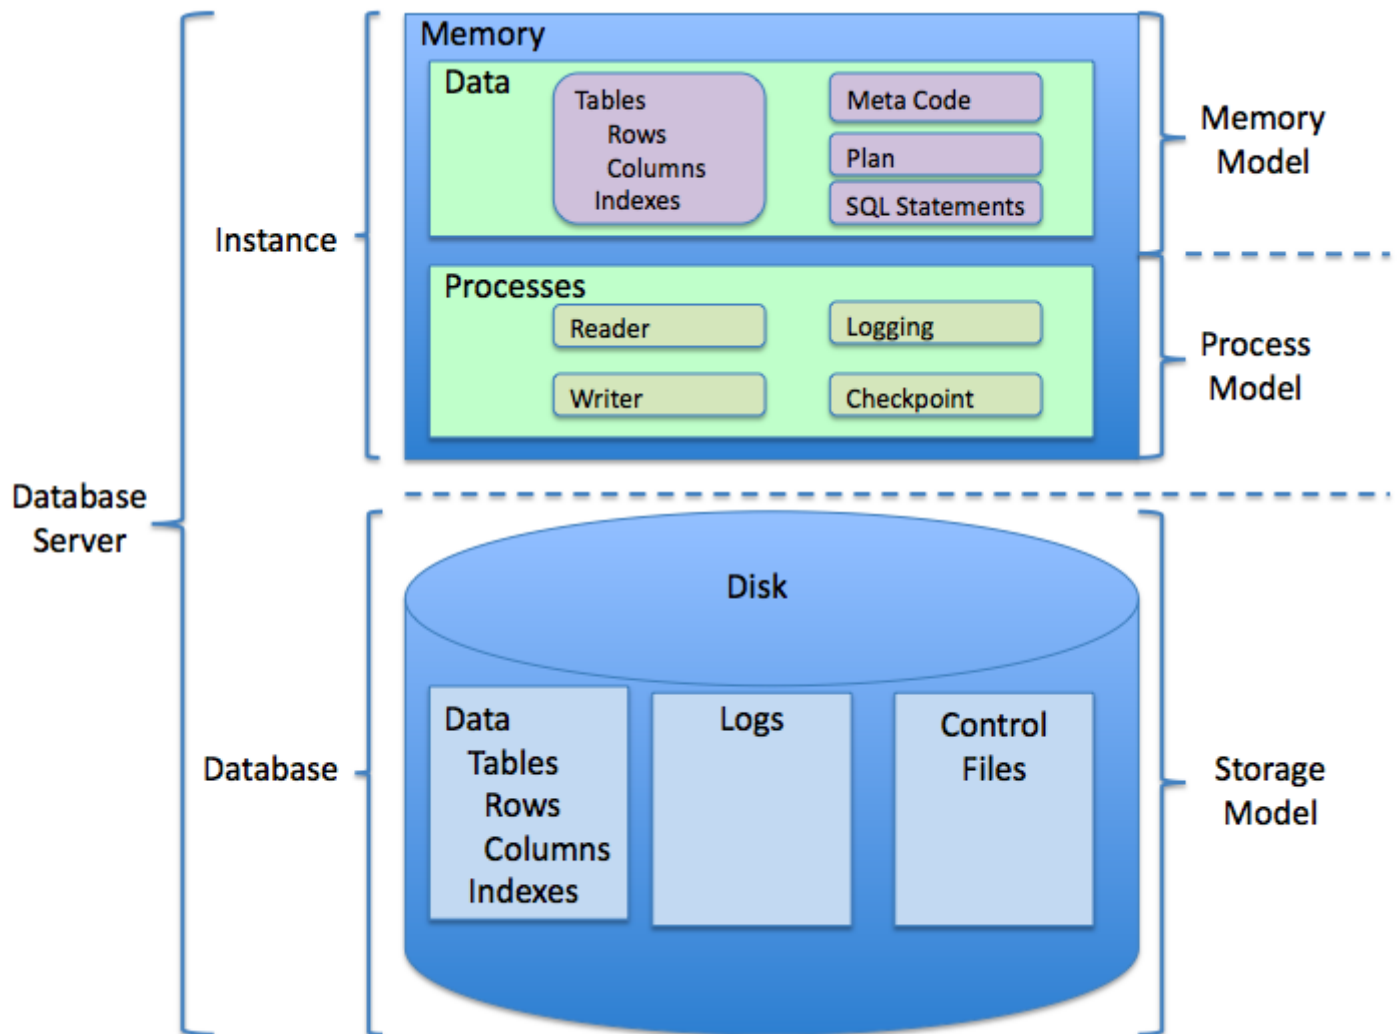 Memory
Data
Tables
Rows
Columns
Indexes
Meta Code
Plan
SQL Statements
Memory
Model
Instance
Processes
Reader
Logging
Writer
Checkpoint
Process
Model
Database
Server
Disk
Data
Tables
Rows
Columns
Indexes
Logs
Control
Files
Database
Storage
Model